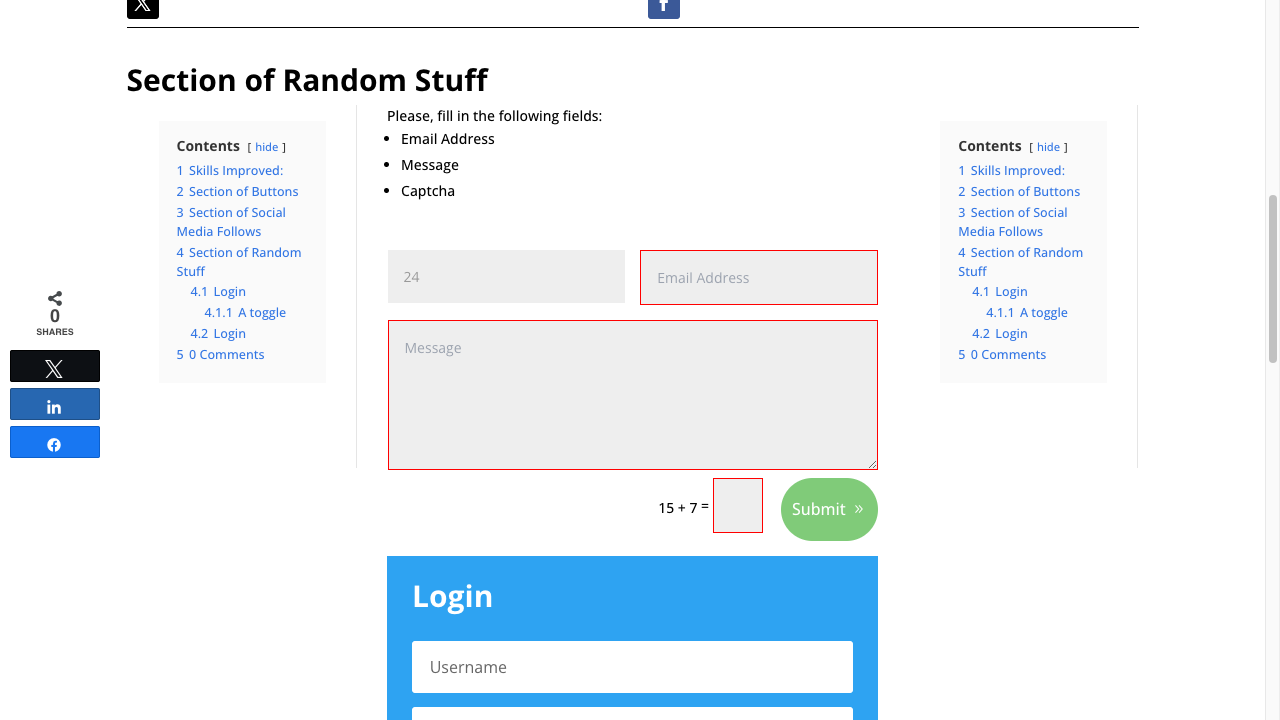 Section of Random Stuff
Contents [ hide ]
1 Skills Improved:
2 Section of Buttons
3 Section of Social
Media Follows
4 Section of Random
Stuff
4.1 Login
4.1.1 A toggle
4.2 Login
5 0 Comments
Please, fill in the following fields:
Email Address
Message
Captcha
24
Email Address
Message
15 + 7 =
Submit »
Login
Username
Contents [ hide ]
1 Skills Improved:
2 Section of Buttons
3 Section of Social
Media Follows
4 Section of Random
Stuff
4.1 Login
4.1.1 A toggle
4.2 Login
5 0 Comments
0
SHARES
in